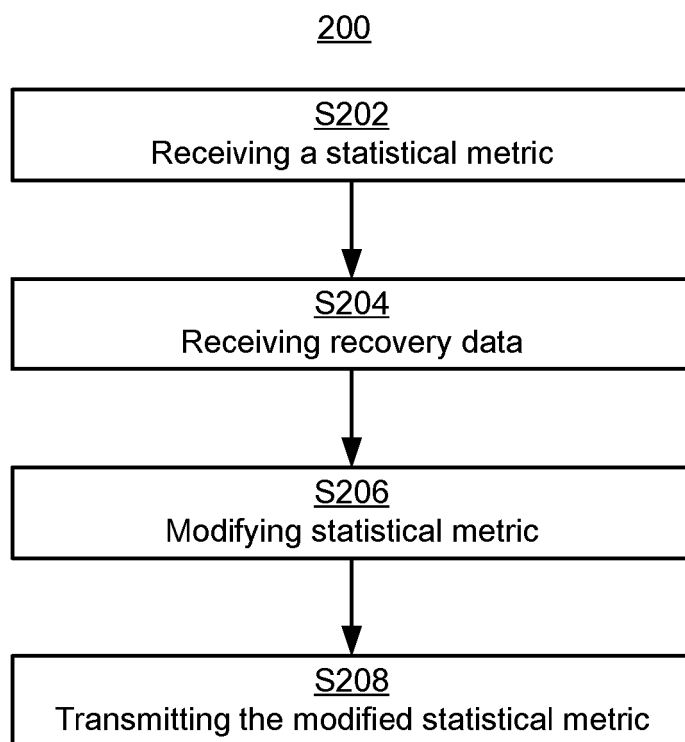 200
S202
Receiving a statistical metric
S204
Receiving recovery data
S206
Modifying statistical metric
S208
Transmitting the modified statistical metric